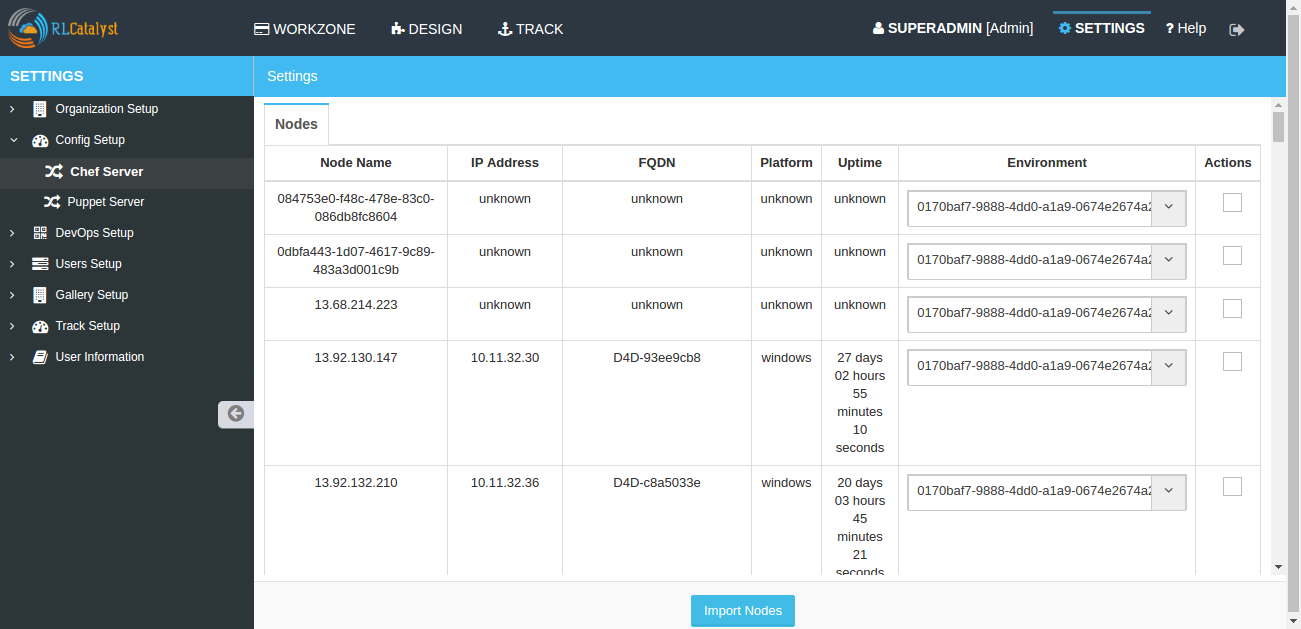 RLCatalyst
WORKZONE
DESIGN
TRACK
SUPERADMIN [Admin]
SETTINGS
? Help
SETTINGS
Settings
Organization Setup
Config Setup
Chef Server
Puppet Server
DevOps Setup
Users Setup
Gallery Setup
Track Setup
User Information
Nodes
Node Name IP Address FQDN Platform Uptime Environment Actions
084753e0-f48c-478e-83c0- unknown unknown unknown unknown 0170baf7-9888-4dd0-a1a9-0674e2674a2
086db8fc8604
0dbfa443-1d07-4617-9c89- unknown unknown unknown unknown 0170baf7-9888-4dd0-a1a9-0674e2674a2
483a3d001c9b
13.68.214.223 unknown unknown unknown unknown 0170baf7-9888-4dd0-a1a9-0674e2674a2
13.92.130.147 10.11.32.30 D4D-93ee9cb8 windows 27 days 0170baf7-9888-4dd0-a1a9-0674e2674a2
02 hours
55
minutes
10
seconds
13.92.132.210 10.11.32.36 D4D-c8a5033e windows 20 days 0170baf7-9888-4dd0-a1a9-0674e2674a2
03 hours
45
minutes
21
seconds
Import Nodes